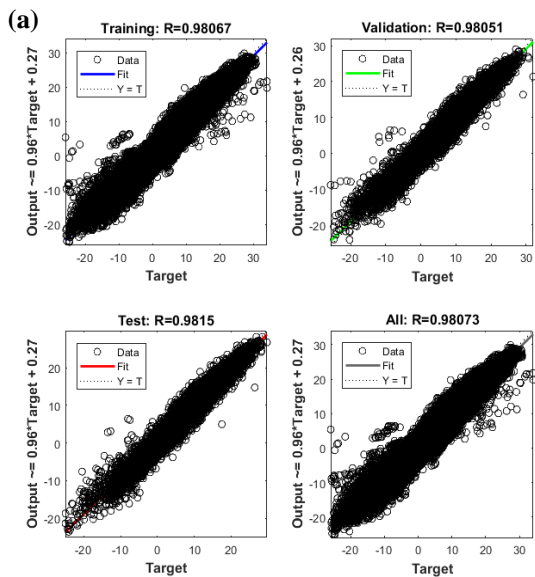 (a)
Training: R=0.98067
Output ~= 0.96*Target + 0.27
30
20
10
0
-10
-20
Data
Fit
Y = T
-20 -10 0 10 20 30
Target
Validation: R=0.98051
Output ~= 0.96*Target + 0.26
30
20
10
0
-10
-20
Data
Fit
Y = T
-20 -10 0 10 20 30
Target
Test: R=0.9815
Output ~= 0.96*Target + 0.27
20
10
0
-10
-20
Data
Fit
Y = T
-20 -10 0 10 20
Target
All: R=0.98073
Output ~= 0.96*Target + 0.27
30
20
10
0
-10
-20
Data
Fit
Y = T
-20 -10 0 10 20 30
Target